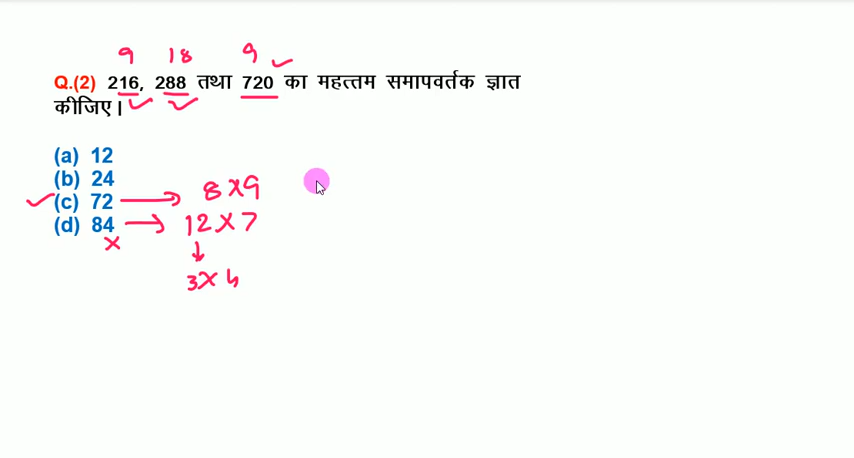 9 18 9
Q.(2) 216, 288 तथा 720 का महत्तम समापवर्तक ज्ञात
कीजिए।
(a) 12
(b) 24
(c) 72 → 8×9
(d) 84 → 12×7
3×4